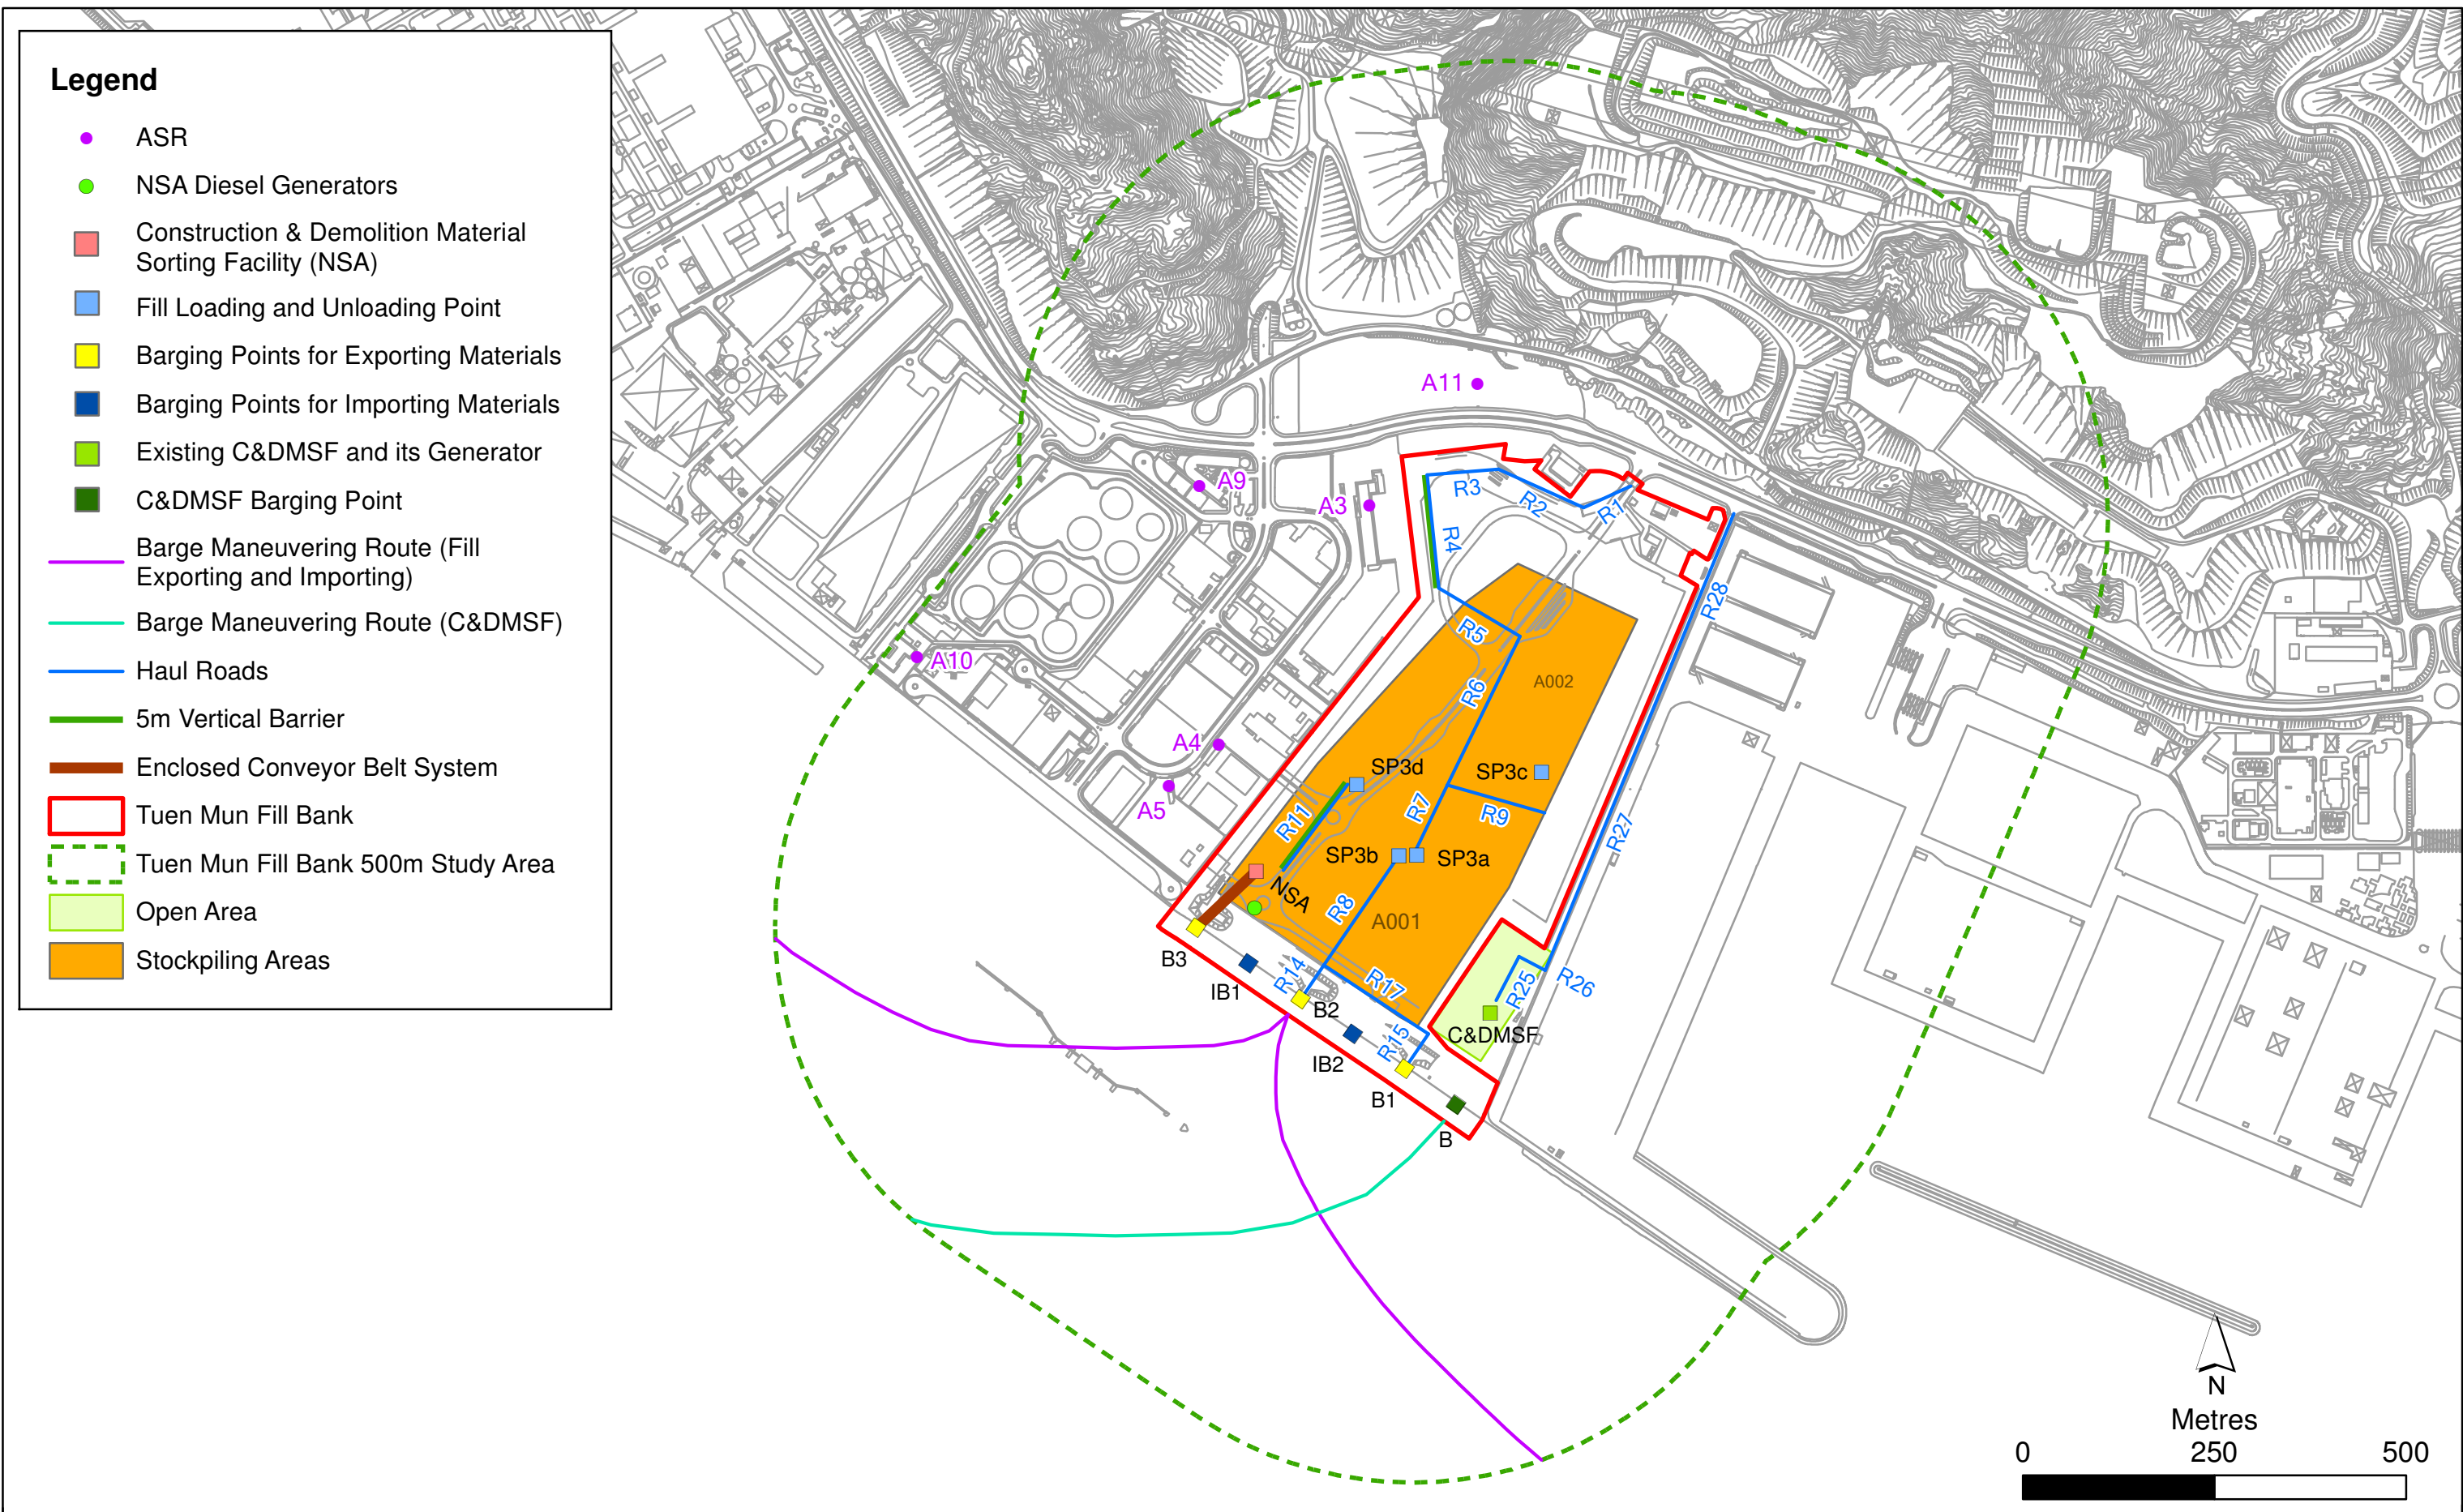 Legend
ASR
NSA Diesel Generators
Construction & Demolition Material
Sorting Facility (NSA)
Fill Loading and Unloading Point
Barging Points for Exporting Materials
Barging Points for Importing Materials
Existing C&DMSF and its Generator
C&DMSF Barging Point
Barge Maneuvering Route (Fill
Exporting and Importing)
Barge Maneuvering Route (C&DMSF)
Haul Roads
5m Vertical Barrier
Enclosed Conveyor Belt System
Tuen Mun Fill Bank
Tuen Mun Fill Bank 500m Study Area
Open Area
Stockpiling Areas
A11
A9
A3
R3
R2
R1
R4
R28
R5
A10
A002
R6
A4
SP3d
SP3c
A5
R11
R7
R9
R27
SP3b
SP3a
NSA
R8
A001
B3
IB1
R14
R17
R25
R26
B2
C&DMSF
R15
IB2
B1
B
N
Metres
0 250 500